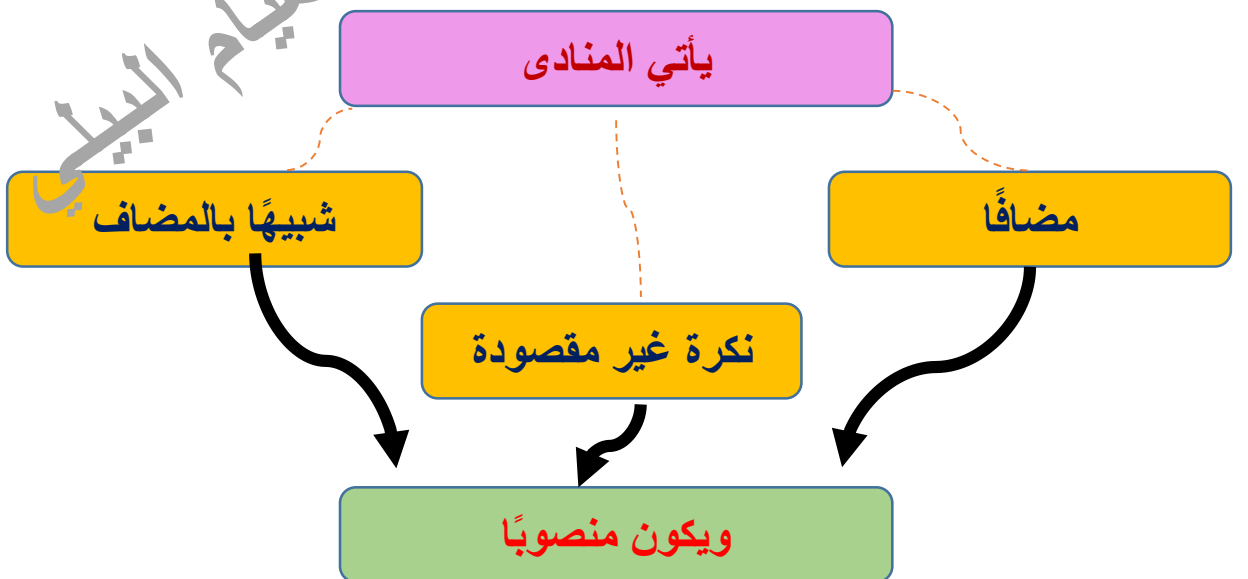 يأتي المنادى
مضافًا
شبيهًا بالمضاف
نكرة غير مقصودة
ويكون منصوبًا